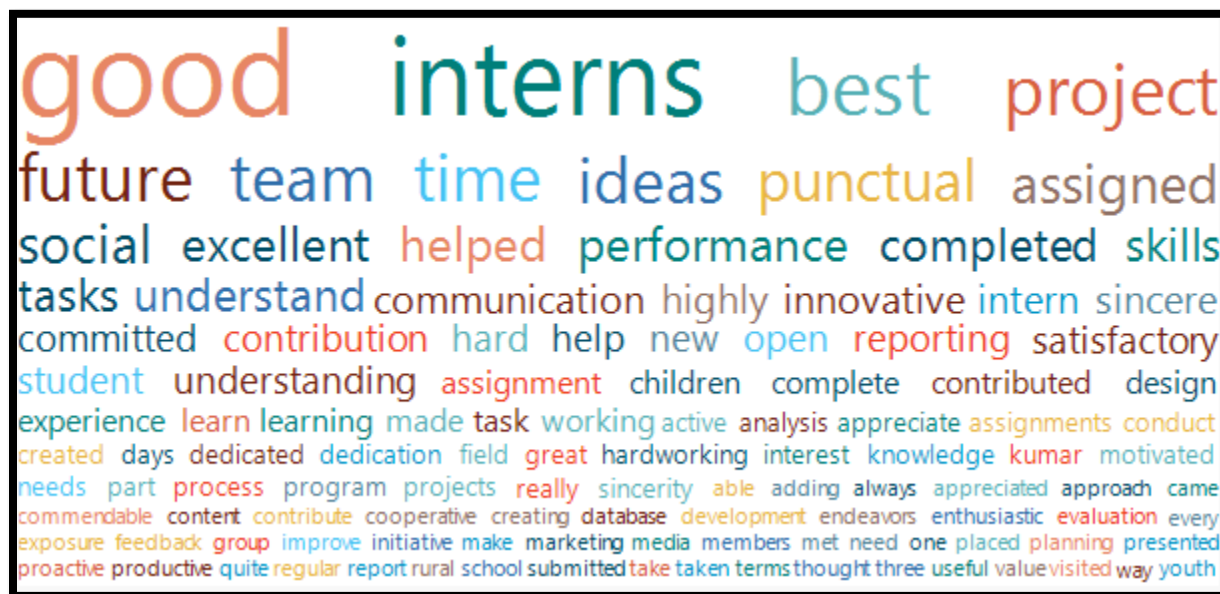 good interns best project
future team time ideas punctual assigned
social excellent helped performance completed skills
tasks understand communication highly innovative intern sincere
committed contribution hard help new open reporting satisfactory
student understanding assignment children complete contributed design
experience learn learning made task working active analysis appreciate assignments conduct
created days dedicated dedication field great hardworking interest knowledge kumar motivated
needs part process program projects really sincerity able adding always appreciated approach came
commendable content contribute cooperative creating database development endeavors enthusiastic evaluation every
exposure feedback group improve initiative make marketing media members met need one placed planning presented
proactive productive quite regular report rural school submitted take taken terms thought three useful value visited way youth